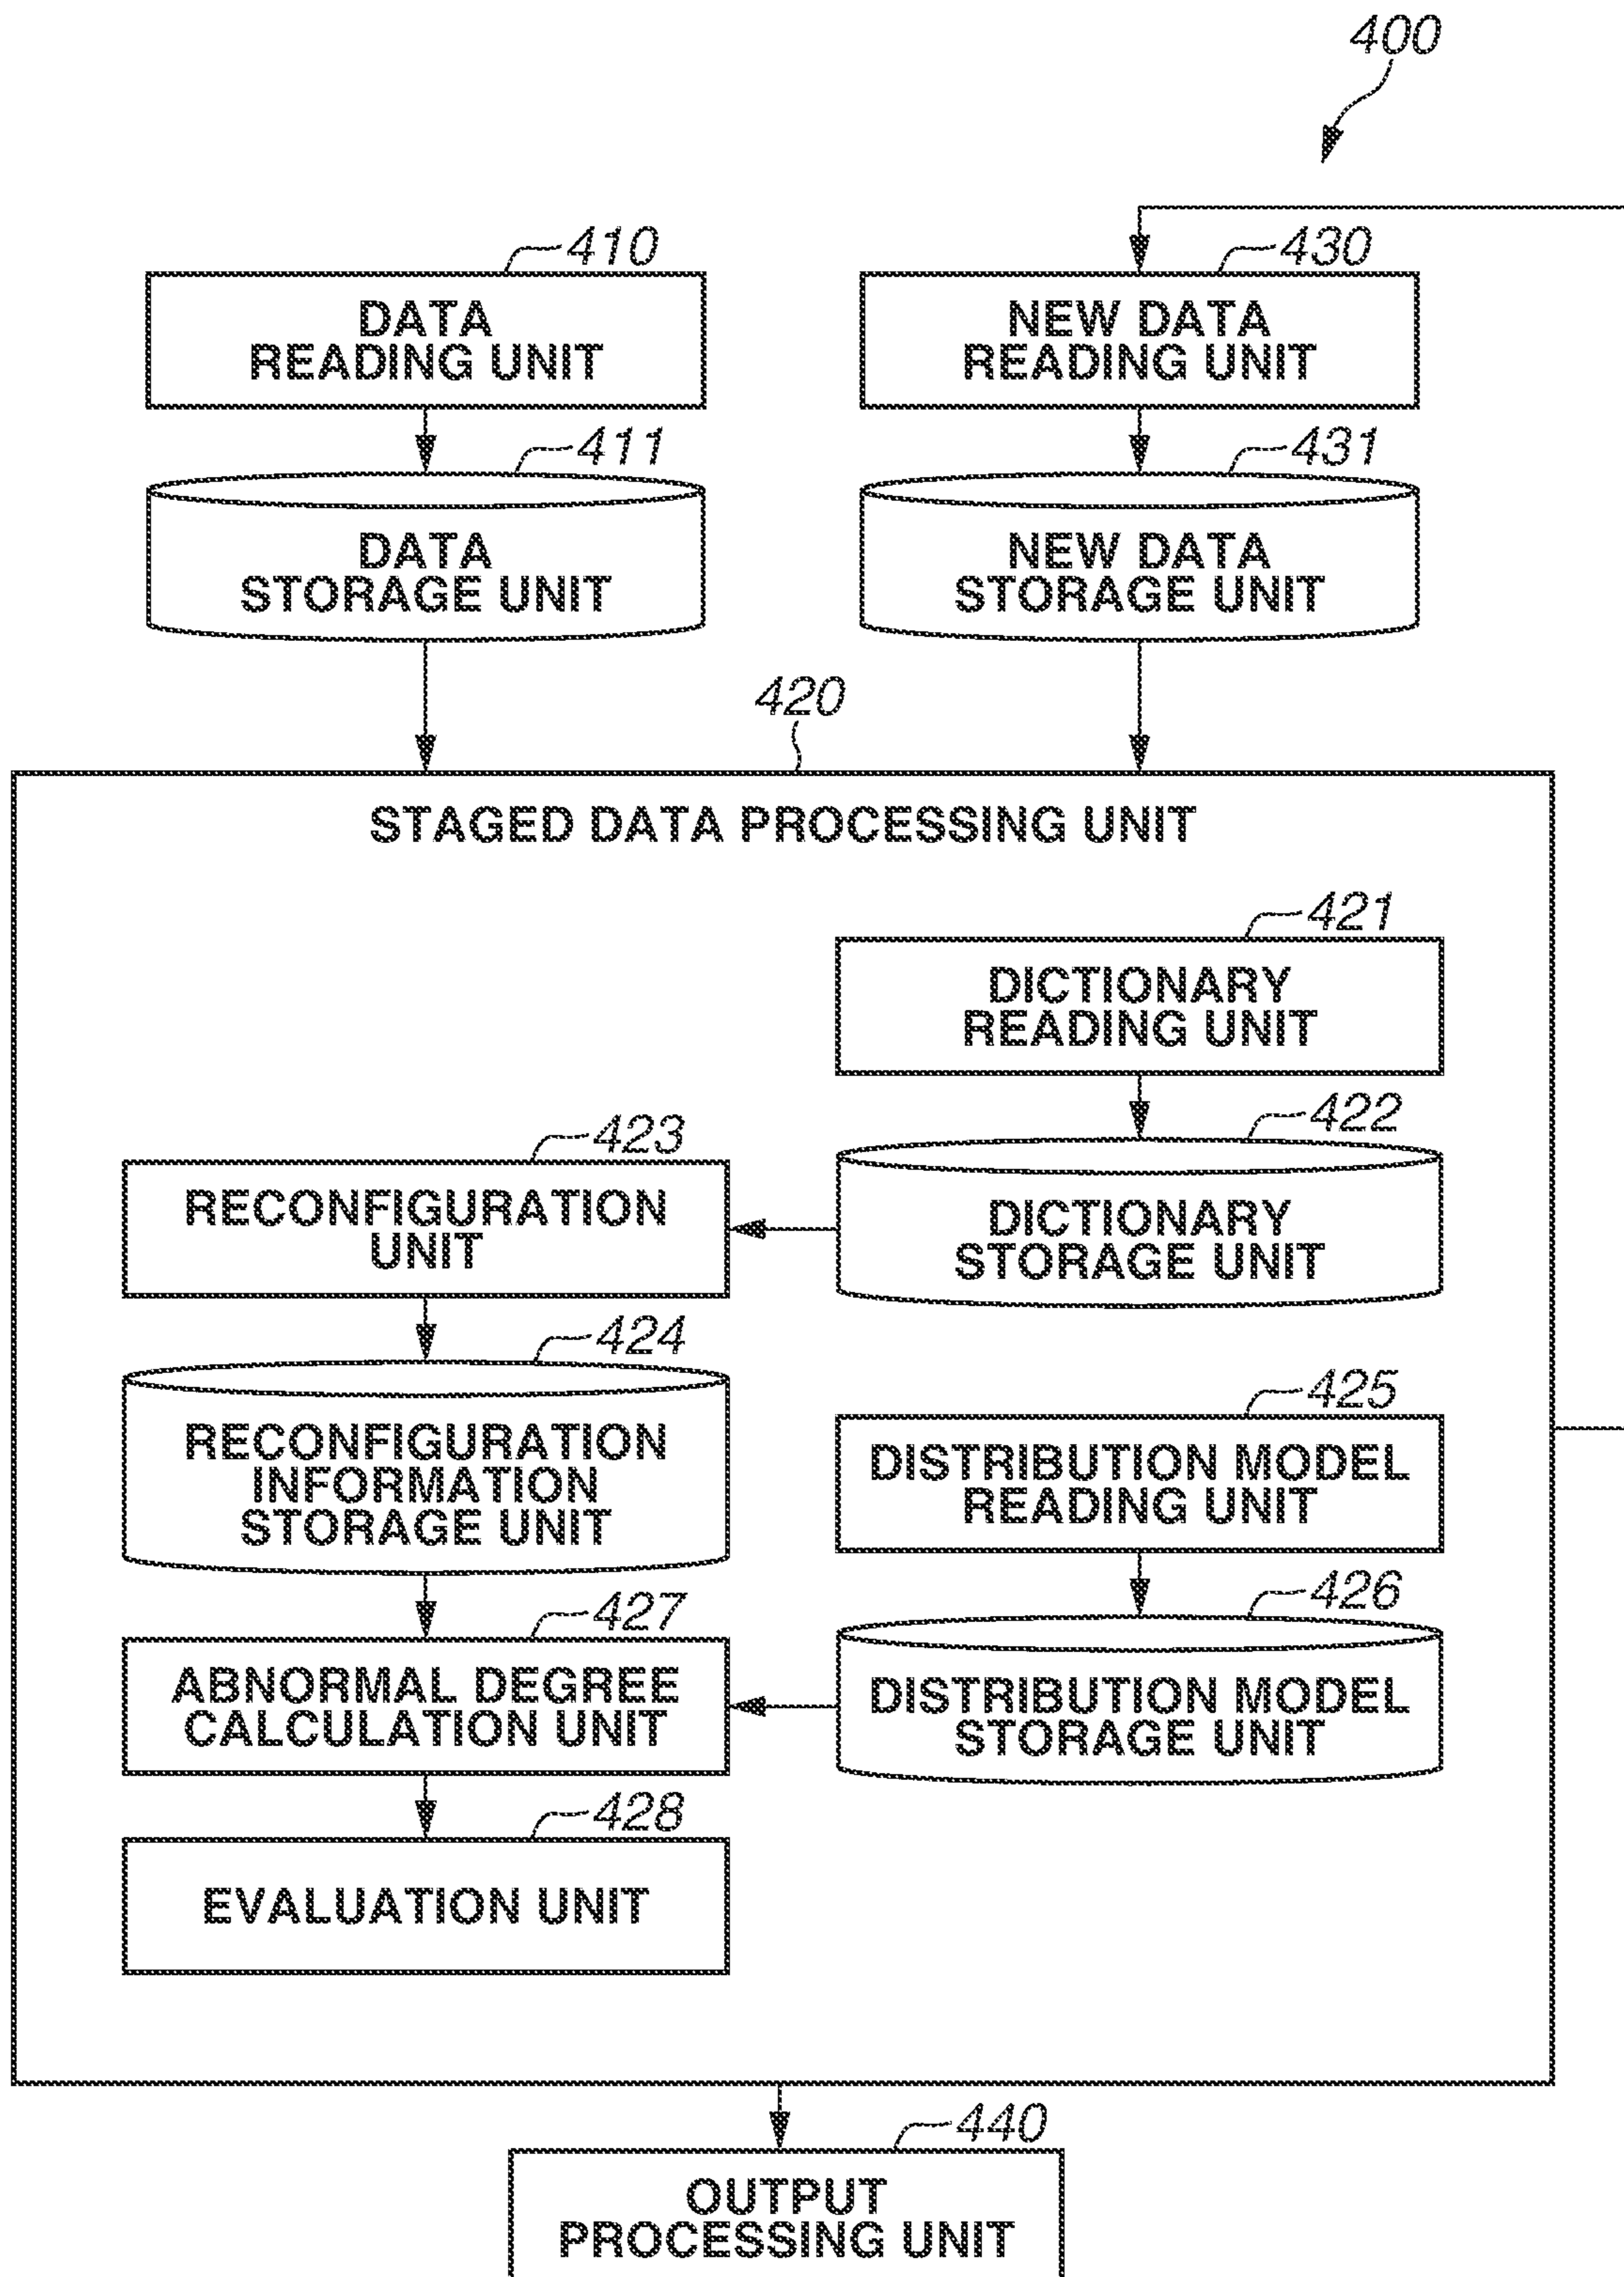 400
410
430
DATA
READING UNIT
NEW DATA
READING UNIT
411
431
DATA
STORAGE UNIT
NEW DATA
STORAGE UNIT
420
STAGED DATA PROCESSING UNIT
421
DICTIONARY
READING UNIT
422
423
DICTIONARY
STORAGE UNIT
RECONFIGURATION
UNIT
424
RECONFIGURATION
INFORMATION
STORAGE UNIT
425
DISTRIBUTION MODEL
READING UNIT
426
427
DISTRIBUTION MODEL
STORAGE UNIT
ABNORMAL DEGREE
CALCULATION UNIT
428
EVALUATION UNIT
440
OUTPUT
PROCESSING UNIT